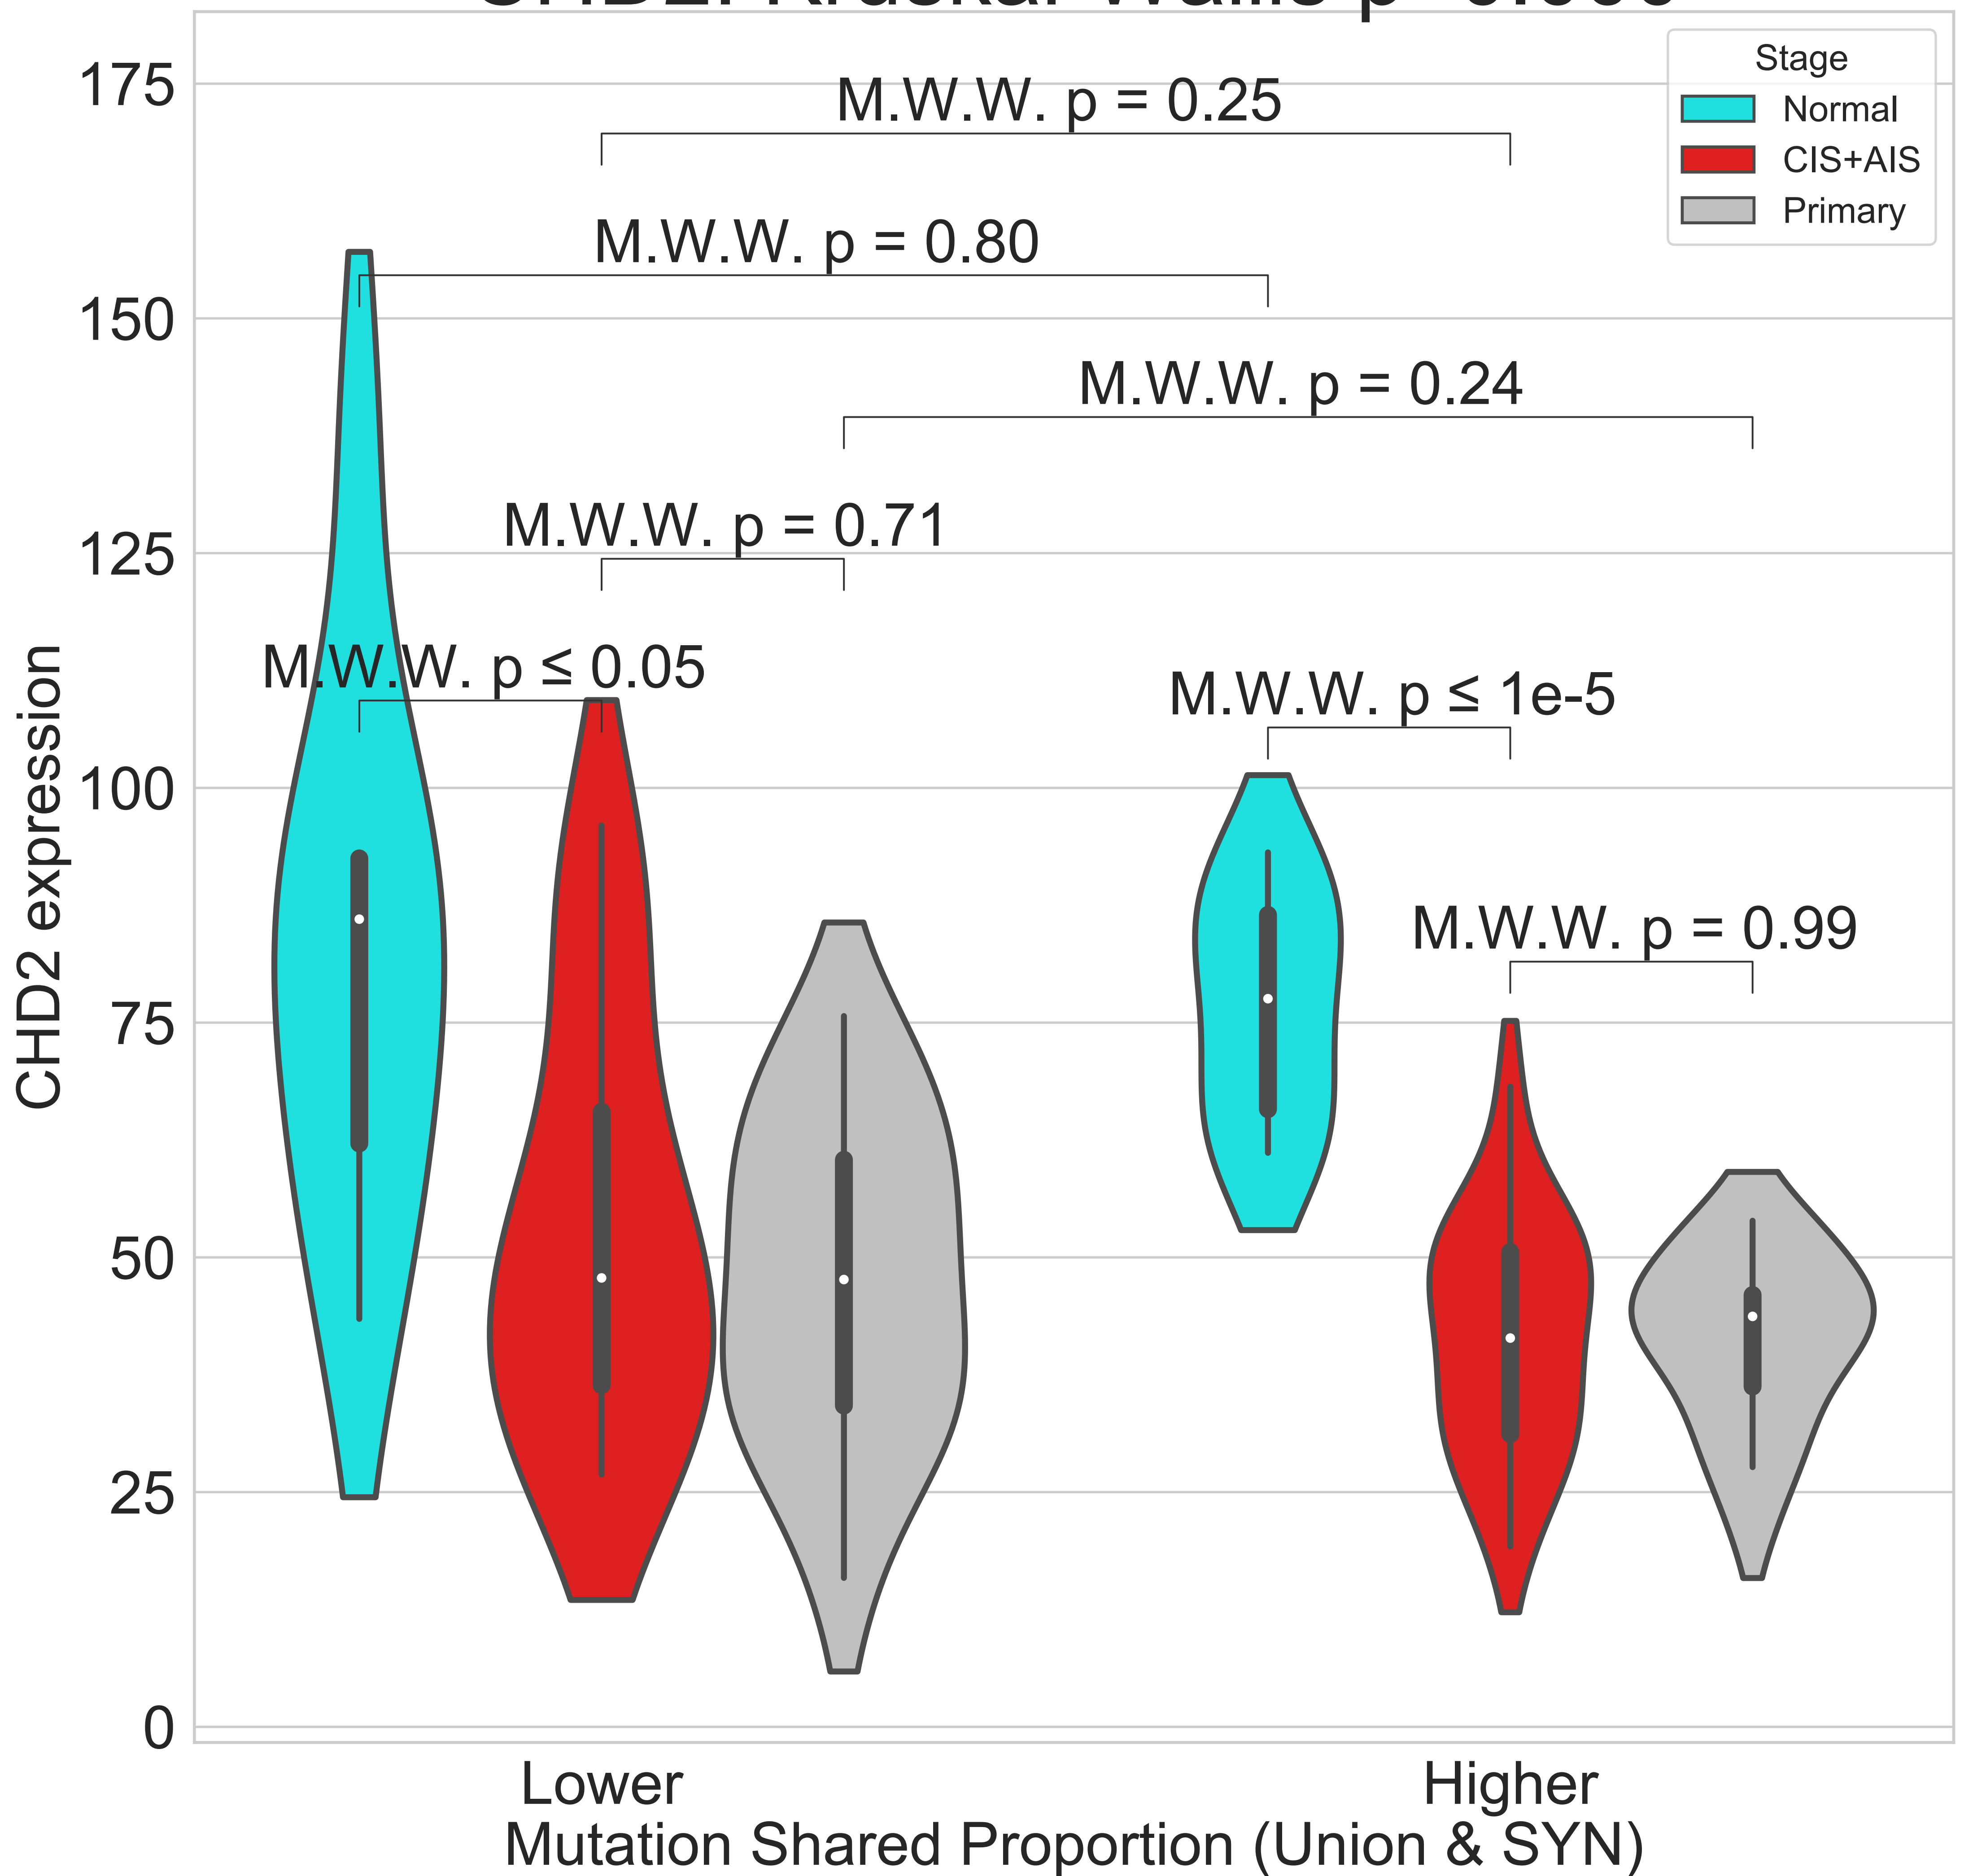 175
150
125
100
75
50
25
0
CHD2 expression
M.W.W. p = 0.25
M.W.W. p = 0.80
M.W.W. p = 0.24
M.W.W. p = 0.71
M.W.W. p ≤ 0.05
M.W.W. p ≤ 1e-5
M.W.W. p = 0.99
Stage
Normal
CIS+AIS
Primary
Lower
Higher
Mutation Shared Proportion (Union & SYN)